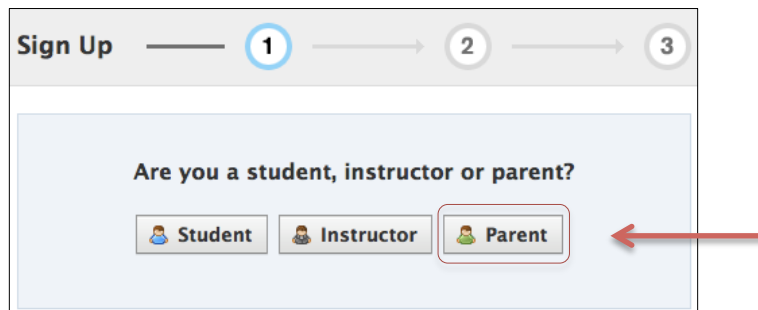 Sign Up 1 2 3
Are you a student, instructor or parent?
Student Instructor Parent